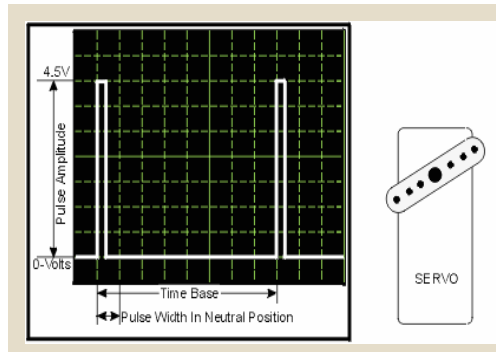 4.5V
Pulse Amplitude
0-Volts
Time Base
Pulse Width In Neutral Position
SERVO